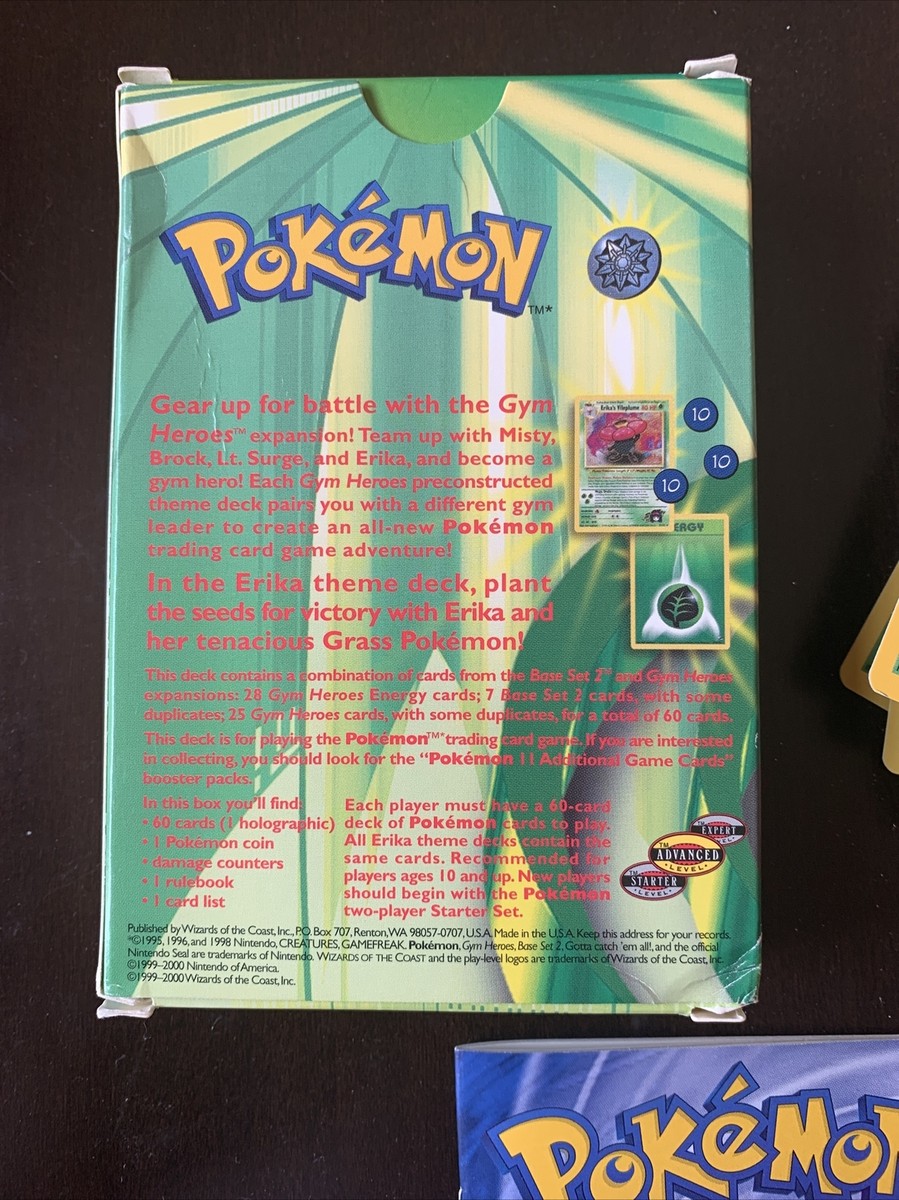 POKéMON
TM*
Gear up for battle with the Gym
Heroes™ expansion! Team up with Misty,
Brock, Lt. Surge, and Erika, and become a
gym hero! Each Gym Heroes preconstructed
theme deck pairs you with a different gym
leader to create an all-new Pokémon
trading card game adventure!
Erika's Vileplume
10
10
10
ERGY
In the Erika theme deck, plant
the seeds for victory with Erika and
her tenacious Grass Pokémon!
This deck contains a combination of cards from the Base Set 2™ and Gym Heroes
expansions: 28 Gym Heroes Energy cards; 7 Base Set 2 cards, with some
duplicates; 25 Gym Heroes cards, with some duplicates, for a total of 60 cards.
This deck is for playing the Pokémon™* trading card game. If you are interested
in collecting, you should look for the “Pokémon 11 Additional Game Cards”
booster packs.
In this box you'll find:
• 60 cards (1 holographic)
• 1 Pokémon coin
• damage counters
• 1 rulebook
• 1 card list
Each player must have a 60-card
deck of Pokémon cards to play.
All Erika theme decks contain the
same cards. Recommended for
players ages 10 and up. New players
should begin with the Pokémon
two-player Starter Set.
TM
EXPERT
TM
ADVANCED
•LEVEL•
TM
STARTER
•LEVEL•
Published by Wizards of the Coast, Inc., P.O. Box 707, Renton, WA 98057-0707, U.S.A. Made in the U.S.A. Keep this address for your records.
*©1995, 1996, and 1998 Nintendo, CREATURES, GAMEFREAK. Pokémon, Gym Heroes, Base Set 2, Gotta catch 'em all!, and the official
Nintendo Seal are trademarks of Nintendo. WIZARDS OF THE COAST and the play-level logos are trademarks of Wizards of the Coast, Inc.
©1999–2000 Nintendo of America.
©1999–2000 Wizards of the Coast, Inc.
POKéMON